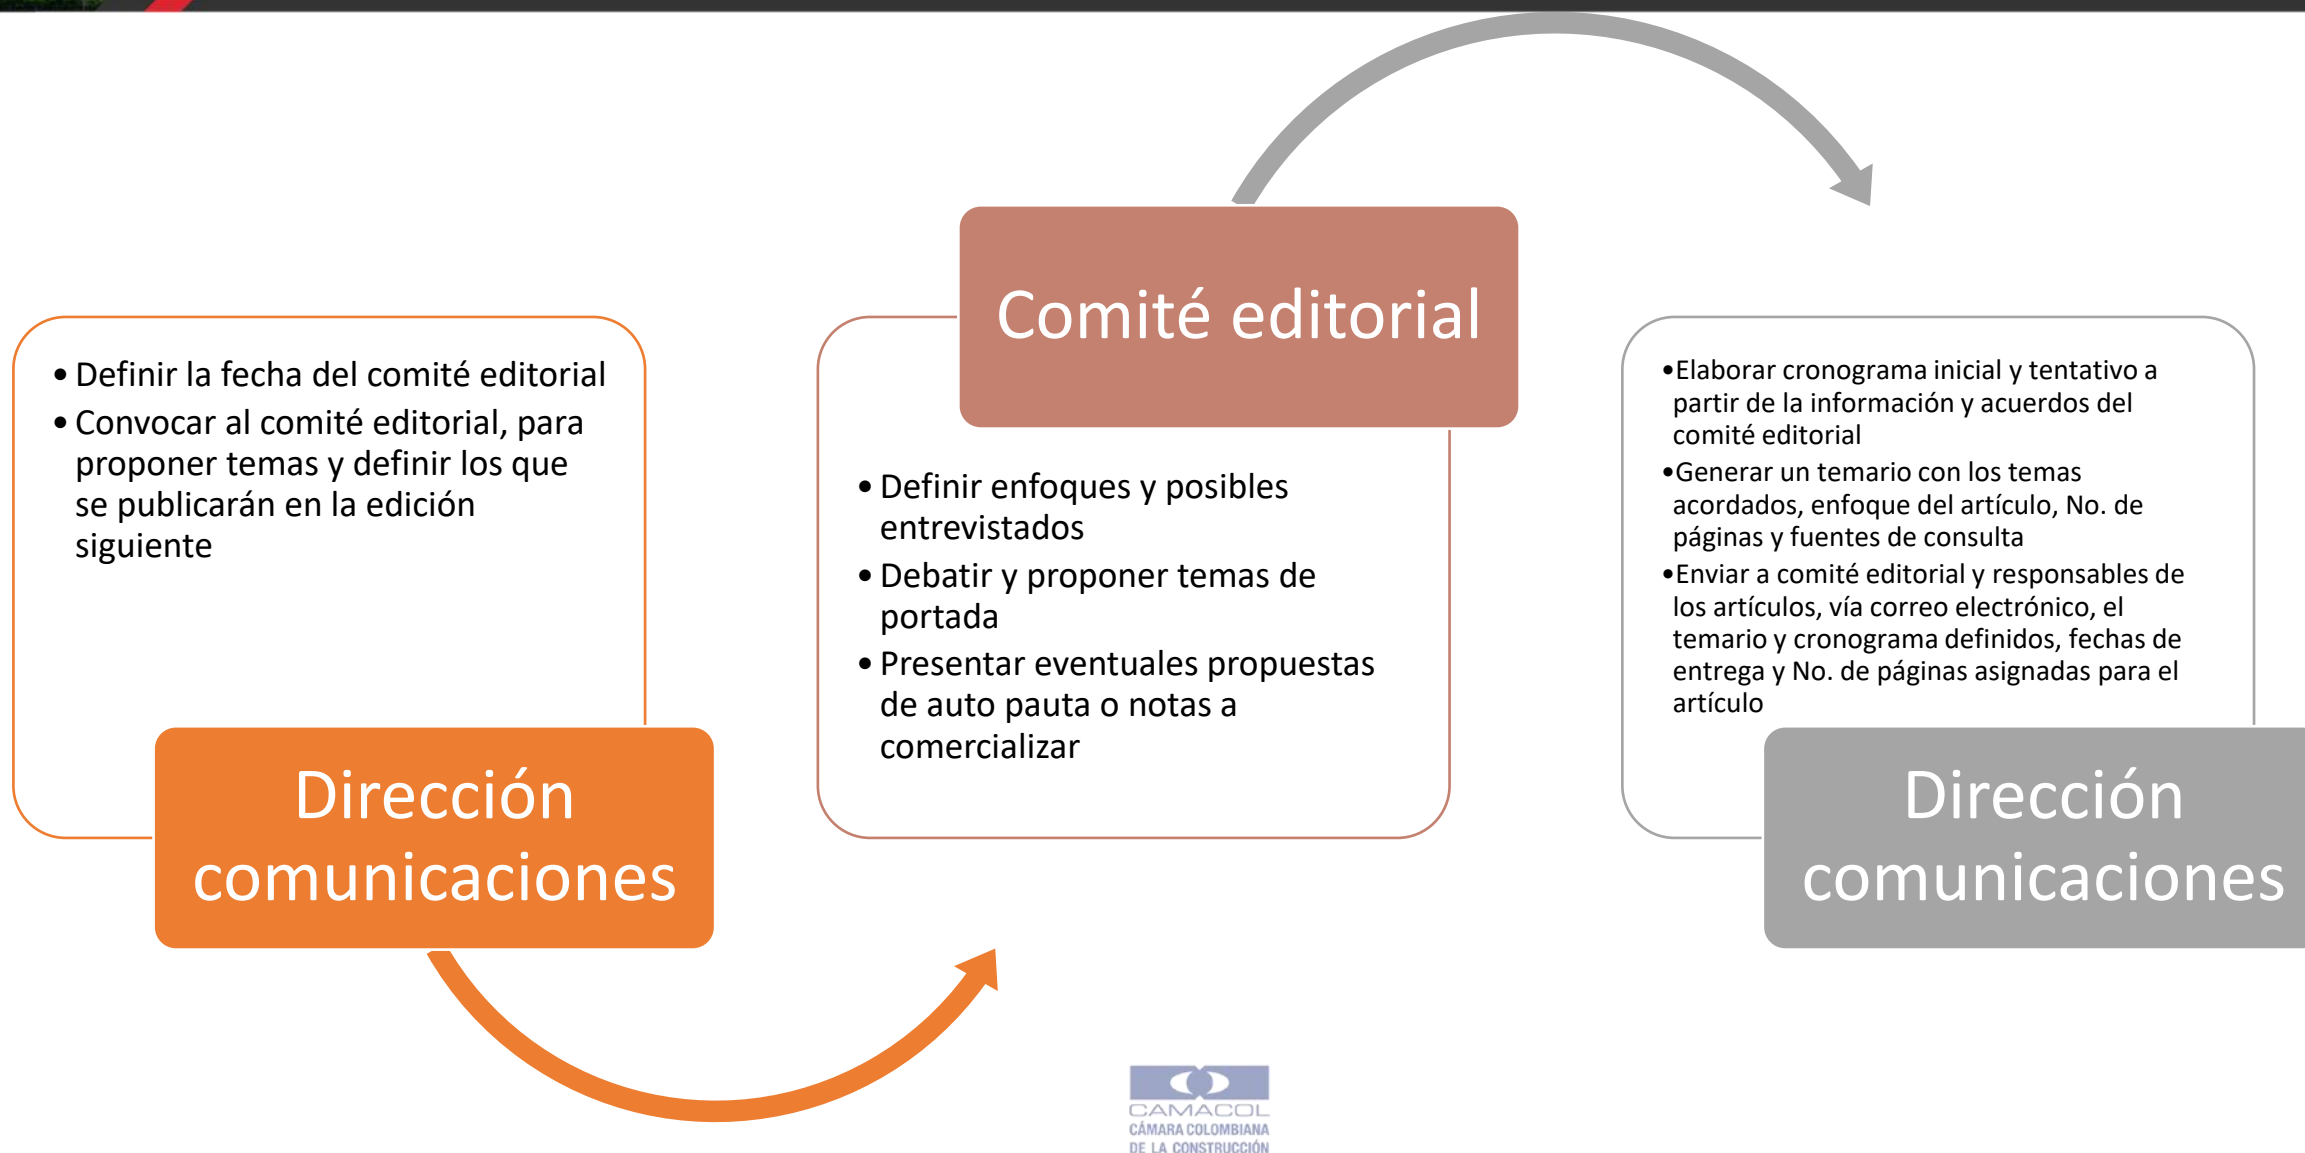 • Definir la fecha del comité editorial
• Convocar al comité editorial, para
proponer temas y definir los que
se publicarán en la edición
siguiente
Dirección
comunicaciones
Comité editorial
• Definir enfoques y posibles
entrevistados
• Debatir y proponer temas de
portada
• Presentar eventuales propuestas
de auto pauta o notas a
comercializar
•Elaborar cronograma inicial y tentativo a
partir de la información y acuerdos del
comité editorial
•Generar un temario con los temas
acordados, enfoque del artículo, No. de
páginas y fuentes de consulta
•Enviar a comité editorial y responsables de
los artículos, vía correo electrónico, el
temario y cronograma definidos, fechas de
entrega y No. de páginas asignadas para el
artículo
Dirección
comunicaciones
CAMACOL
CÁMARA COLOMBIANA
DE LA CONSTRUCCIÓN